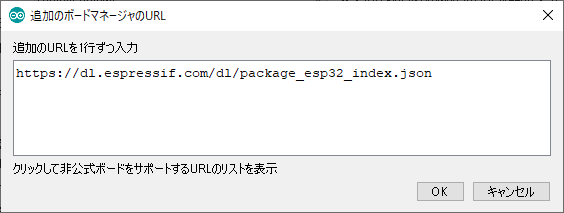 追加のボードマネージャのURL
追加のURLを1行ずつ入力
https://dl.espressif.com/dl/package_esp32_index.json
クリックして非公式ボードをサポートするURLのリストを表示
OK
キャンセル